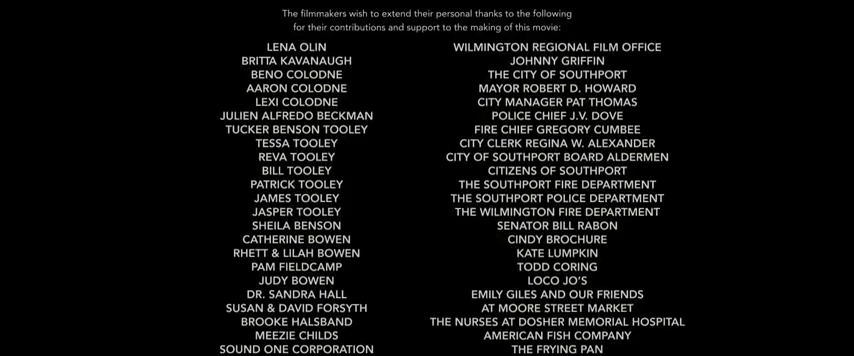 The filmmakers wish to extend their personal thanks to the following
for their contributions and support to the making of this movie:
LENA OLIN
BRITTA KAVANAUGH
BENO COLODNE
AARON COLODNE
LEXI COLODNE
JULIEN ALFREDO BECKMAN
TUCKER BENSON TOOLEY
TESSA TOOLEY
REVA TOOLEY
BILL TOOLEY
PATRICK TOOLEY
JAMES TOOLEY
JASPER TOOLEY
SHEILA BENSON
CATHERINE BOWEN
RHETT & LILAH BOWEN
PAM FIELDCAMP
JUDY BOWEN
DR. SANDRA HALL
SUSAN & DAVID FORSYTH
BROOKE HALSBAND
MEEZIE CHILDS
SOUND ONE CORPORATION
WILMINGTON REGIONAL FILM OFFICE
JOHNNY GRIFFIN
THE CITY OF SOUTHPORT
MAYOR ROBERT D. HOWARD
CITY MANAGER PAT THOMAS
POLICE CHIEF J.V. DOVE
FIRE CHIEF GREGORY CUMBEE
CITY CLERK REGINA W. ALEXANDER
CITY OF SOUTHPORT BOARD ALDERMEN
CITIZENS OF SOUTHPORT
THE SOUTHPORT FIRE DEPARTMENT
THE SOUTHPORT POLICE DEPARTMENT
THE WILMINGTON FIRE DEPARTMENT
SENATOR BILL RABON
CINDY BROCHURE
KATE LUMPKIN
TODD CORING
LOCO JO'S
EMILY GILES AND OUR FRIENDS
AT MOORE STREET MARKET
THE NURSES AT DOSHER MEMORIAL HOSPITAL
AMERICAN FISH COMPANY
THE FRYING PAN